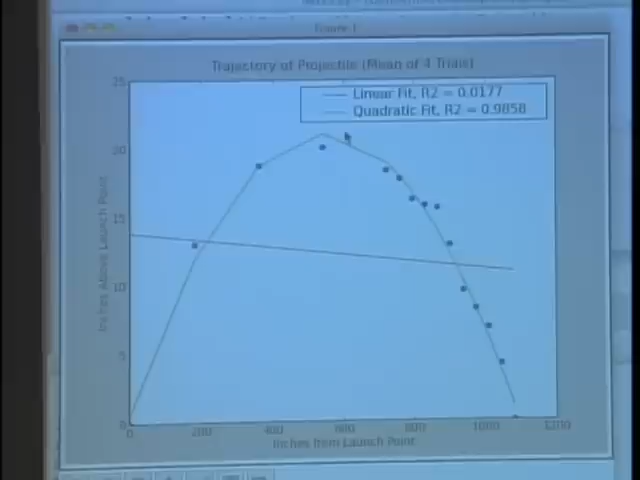 Figure 1
Trajectory of Projectile (Mean of 4 Trials)
Linear Fit, R2 = 0.0177
Quadratic Fit, R2 = 0.9858
25
20
15
10
5
0
Inches Above Launch Point
0 200 400 600 800 1000 1200
Inches from Launch Point